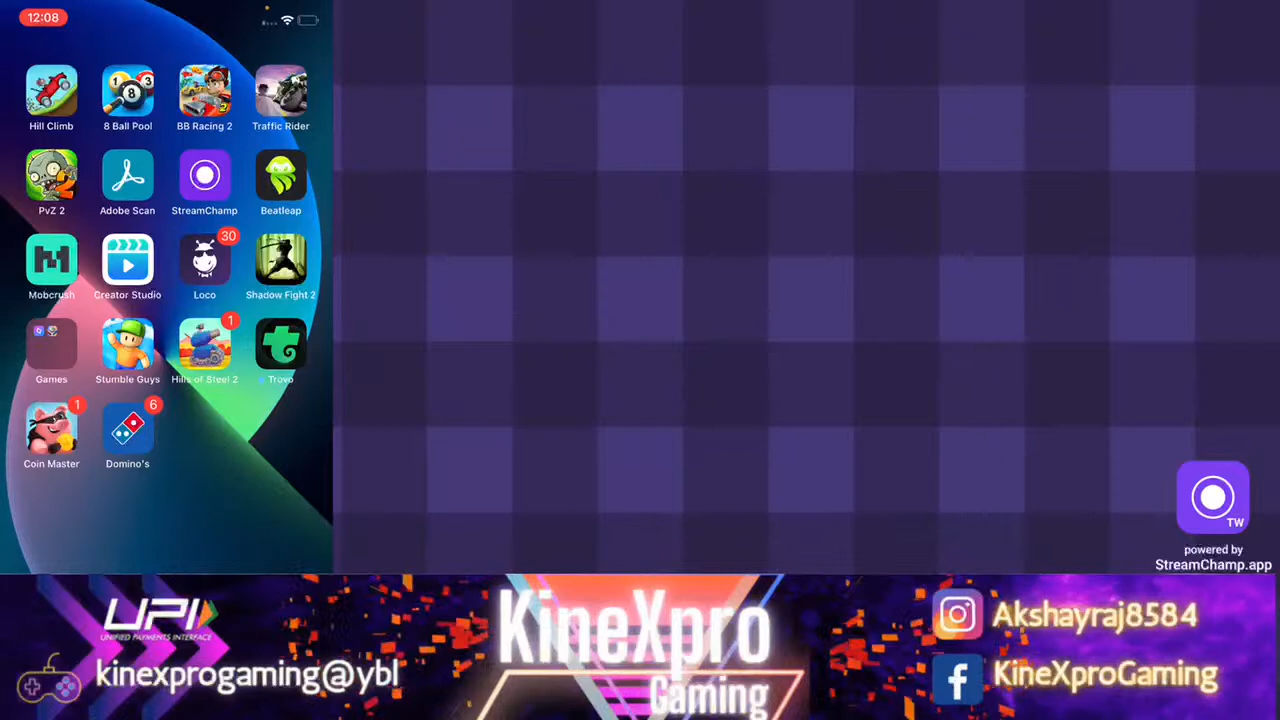 12:08
Hill Climb
8 Ball Pool
BB Racing 2
Traffic Rider
PvZ 2
Adobe Scan
StreamChamp
Beatleap
30
Mobcrush
Creator Studio
Loco
Shadow Fight 2
1
Games
Stumble Guys
Hills of Steel 2
Trovo
1
6
Coin Master
Domino's
TW
powered by
StreamChamp.app
UPI
UNIFIED PAYMENTS INTERFACE
kinexprogaming@ybl
KineXpro
Gaming
Akshayraj8584
KineXproGaming